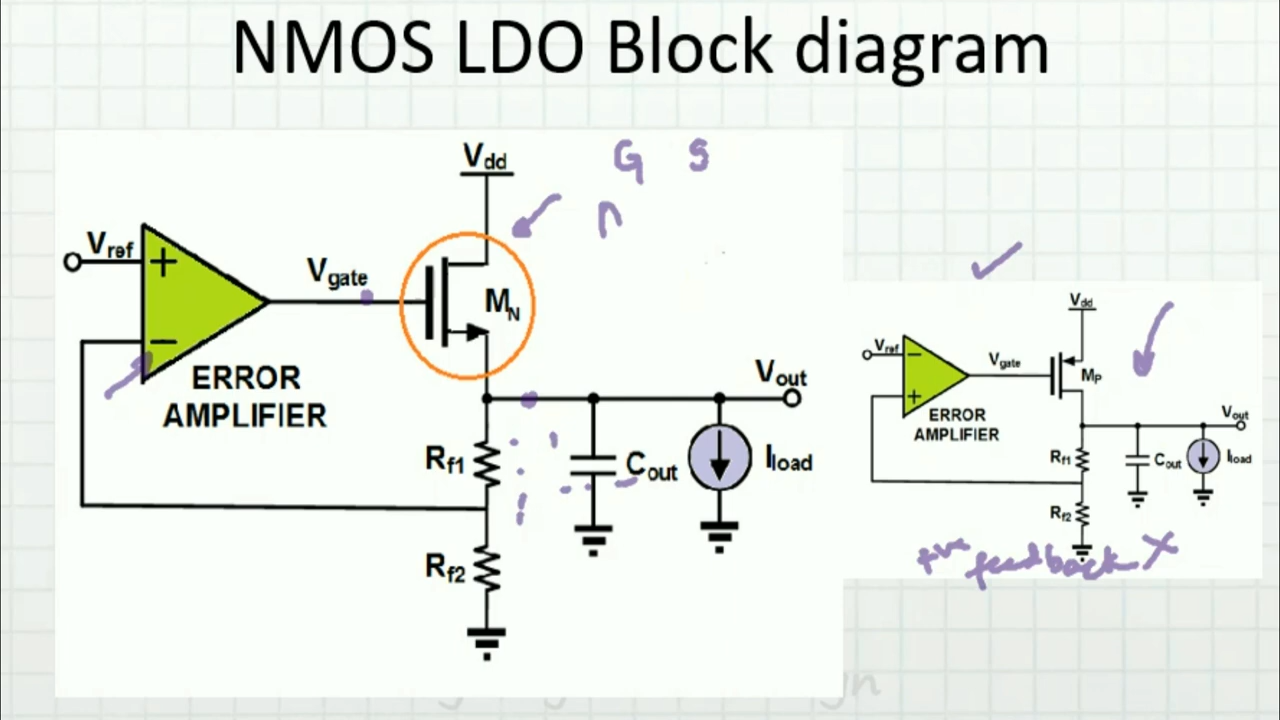 NMOS LDO Block diagram
Vdd
G S
n
Vref
+
Vgate
MN
−
ERROR
AMPLIFIER
Vout
Rf1
Cout
Iload
Rf2
Vdd
Vref
−
Vgate
MP
+
ERROR
AMPLIFIER
Vout
Rf1
Cout
Iload
Rf2
+ve feedback X